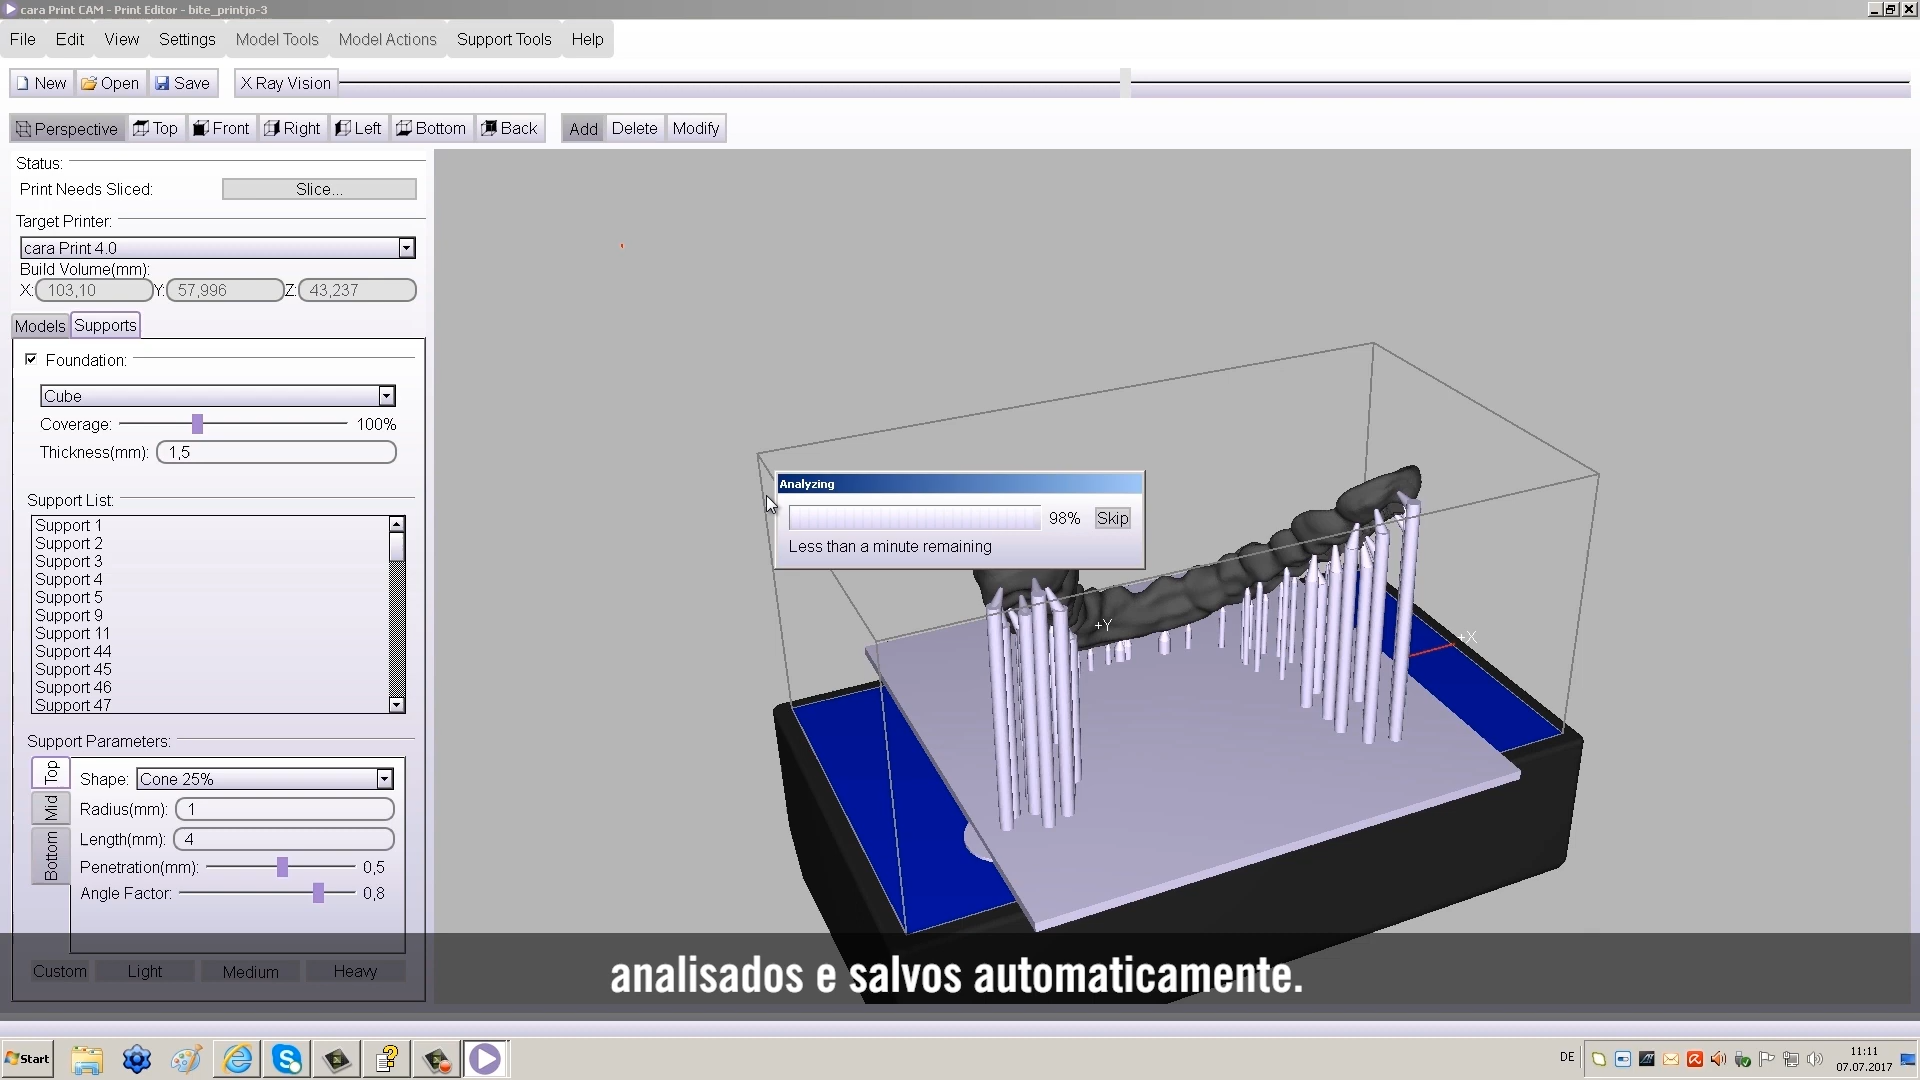 cara Print CAM - Print Editor - bite_printjo-3
File Edit View Settings Model Tools Model Actions Support Tools Help
New Open Save X Ray Vision
Perspective Top Front Right Left Bottom Back Add Delete Modify
Status:
Print Needs Sliced: Slice...
Target Printer:
cara Print 4.0
Build Volume(mm):
X: 103,10 Y: 57,996 Z: 43,237
Models Supports
Foundation:
Cube
Coverage: 100%
Thickness(mm): 1,5
Support List:
Support 1
Support 2
Support 3
Support 4
Support 5
Support 9
Support 11
Support 44
Support 45
Support 46
Support 47
Support Parameters:
Top
Mid
Bottom
Shape: Cone 25%
Radius(mm): 1
Length(mm): 4
Penetration(mm): 0,5
Angle Factor: 0,8
Custom Light Medium Heavy
Analyzing
98% Skip
Less than a minute remaining
+Y
+X
analisados e salvos automaticamente.
Start
DE
11:11
07.07.2017